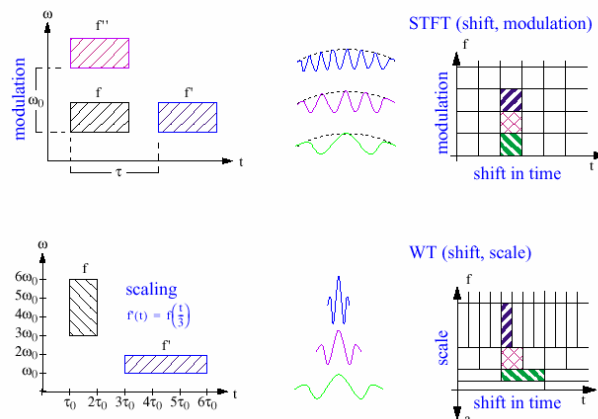 ω
f''
modulation
ω₀
f
f'
t
τ
STFT (shift, modulation)
f
modulation
t
shift in time
ω
f
6ω₀
5ω₀
4ω₀
3ω₀
2ω₀
ω₀
scaling
f'(t) = f(t/3)
f'
τ₀ 2τ₀ 3τ₀ 4τ₀ 5τ₀ 6τ₀
t
WT (shift, scale)
f
scale
t
shift in time